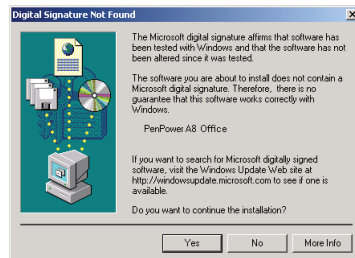 Digital Signature Not Found
The Microsoft digital signature affirms that software has
been tested with Windows and that the software has not
been altered since it was tested.
The software you are about to install does not contain a
Microsoft digital signature. Therefore, there is no
guarantee that this software works correctly with
Windows.
PenPower A8 Office
If you want to search for Microsoft digitally signed
software, visit the Windows Update Web site at
http://windowsupdate.microsoft.com to see if one is
available.
Do you want to continue the installation?
Yes
No
More Info